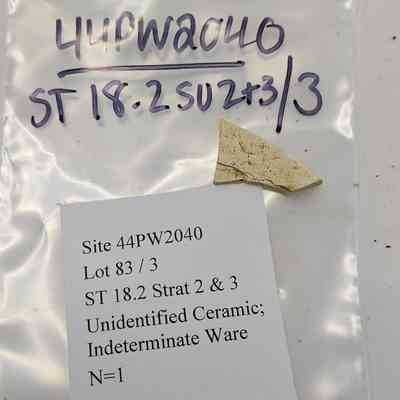 44PW2040
ST 18.2 SU2+3/3
Site 44PW2040
Lot 83 / 3
ST 18.2 Strat 2 & 3
Unidentified Ceramic;
Indeterminate Ware
N=1